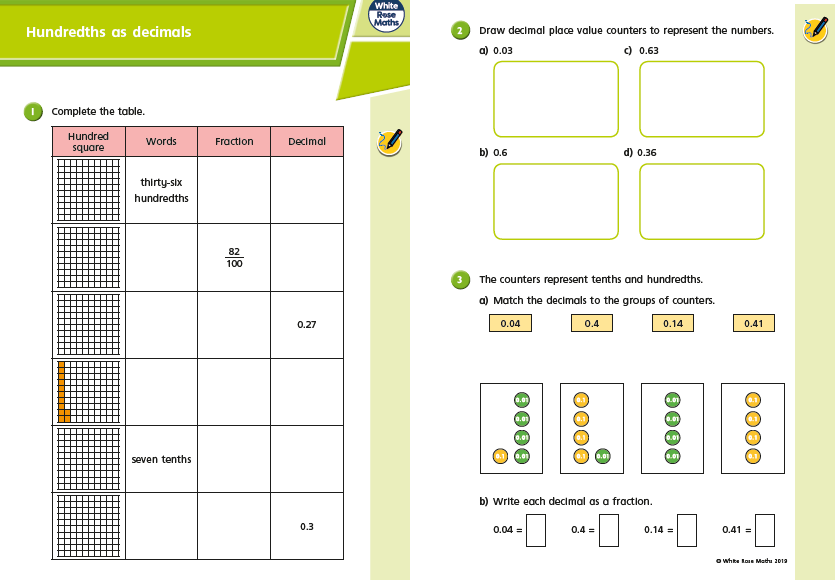 Hundredths as decimals
White
Rose
Maths
1 Complete the table.
Hundred square Words Fraction Decimal
thirty-six
hundredths
82
100
0.27
seven tenths
0.3
2 Draw decimal place value counters to represent the numbers.
a) 0.03 c) 0.63
b) 0.6 d) 0.36
3 The counters represent tenths and hundredths.
a) Match the decimals to the groups of counters.
0.04 0.4 0.14 0.41
0.01 0.1 0.01 0.1
0.01 0.1 0.01 0.1
0.01 0.1 0.01 0.1
0.1 0.01 0.1 0.01 0.01 0.1
b) Write each decimal as a fraction.
0.04 = 0.4 = 0.14 = 0.41 =
© White Rose Maths 2019